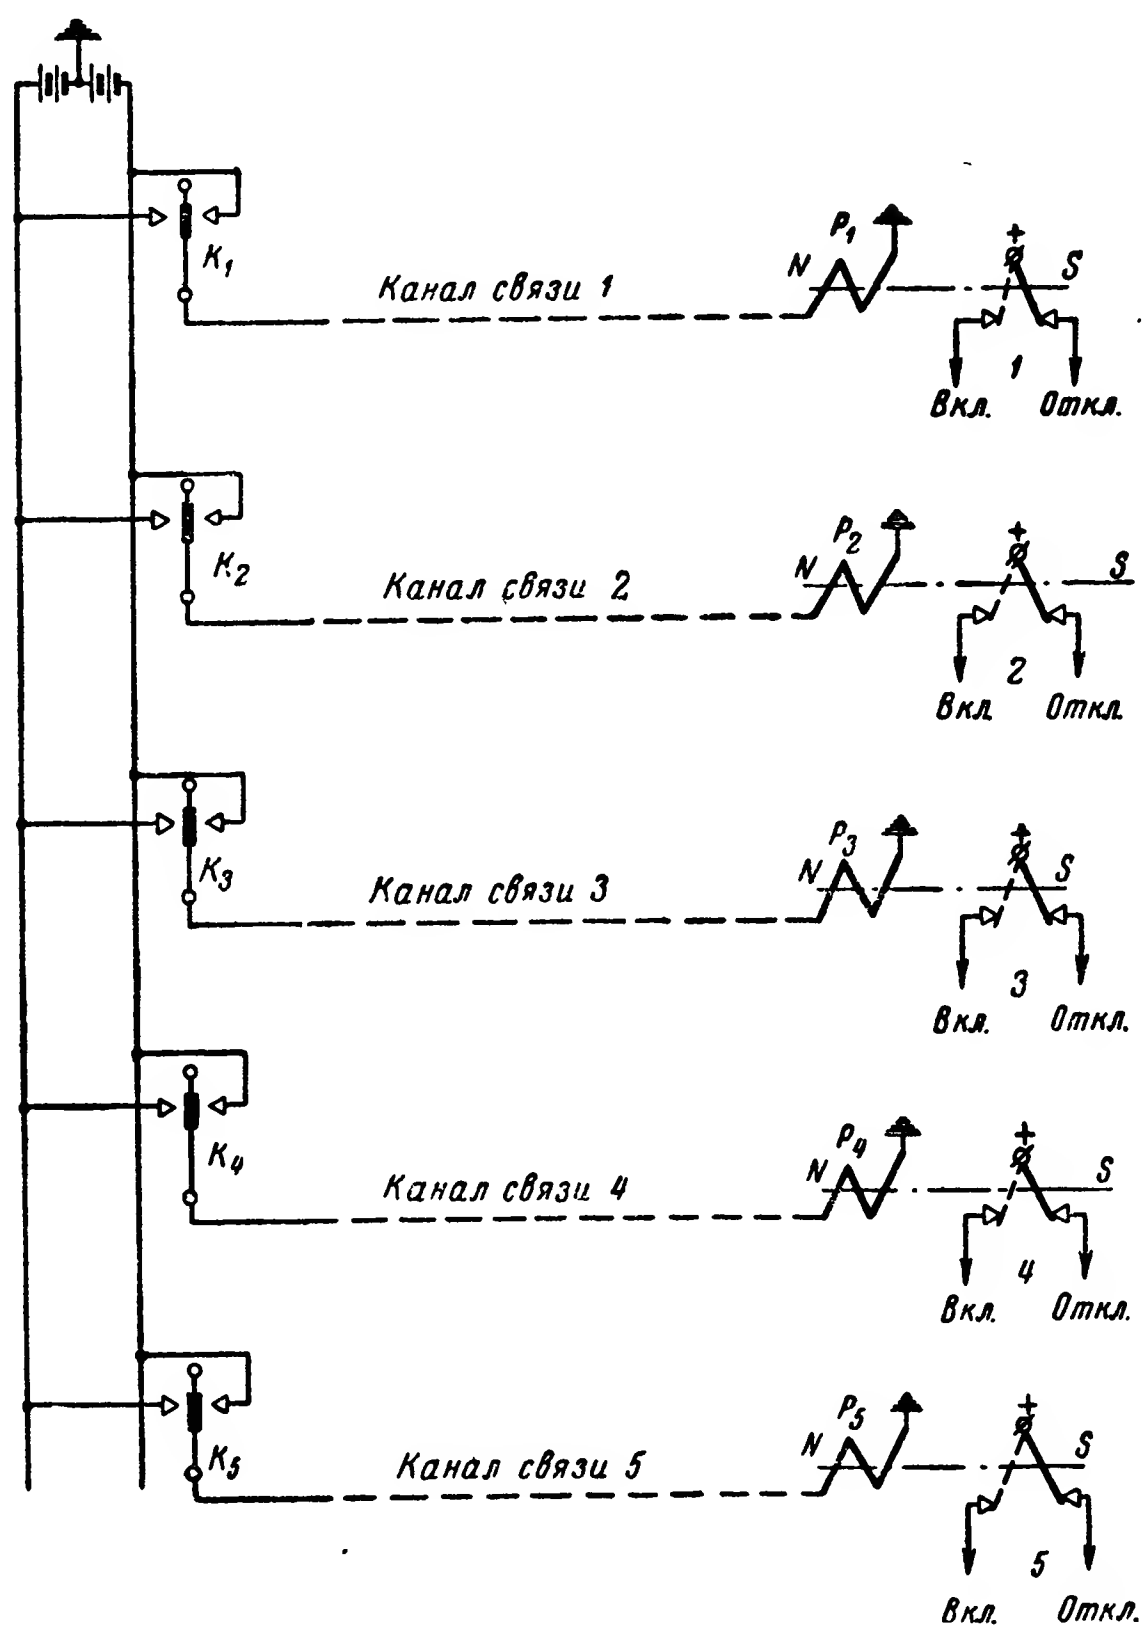 P₁
+
N
S
K₁
Канал связи 1
1
Вкл.
Откл.
P₂
+
N
S
K₂
Канал связи 2
2
Вкл.
Откл.
P₃
+
N
S
K₃
Канал связи 3
3
Вкл.
Откл.
P₄
+
N
S
K₄
Канал связи 4
4
Вкл.
Откл.
P₅
+
N
S
K₅
Канал связи 5
5
Вкл.
Откл.